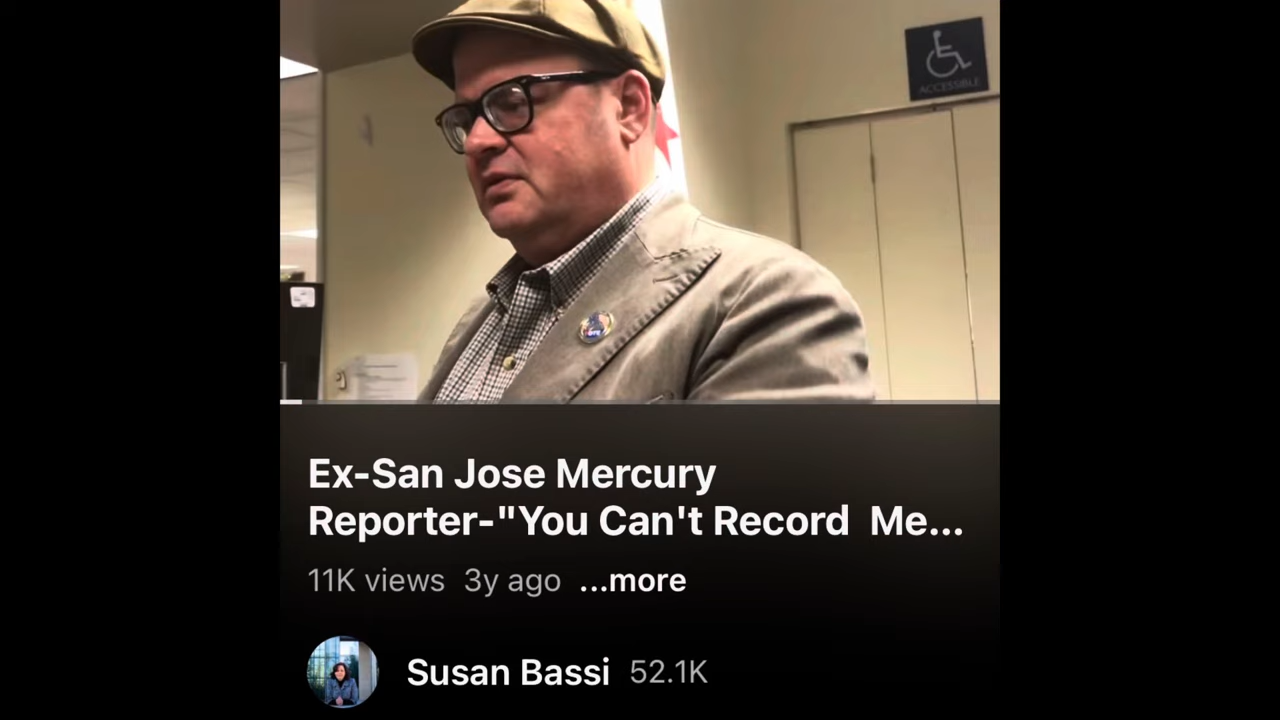 ACCESSIBLE
Ex-San Jose Mercury
Reporter-"You Can't Record  Me...
11K views 3y ago ...more
Susan Bassi 52.1K